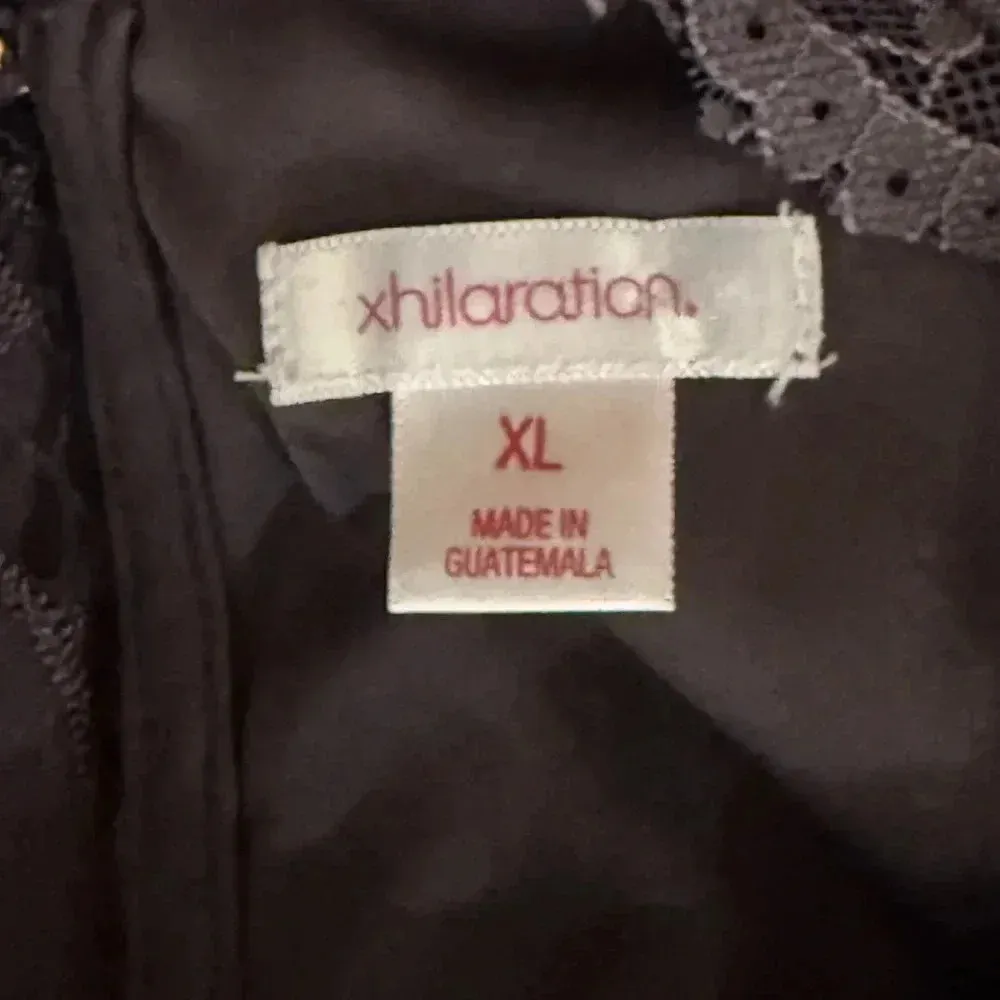 xhilaration.
XL
MADE IN
GUATEMALA